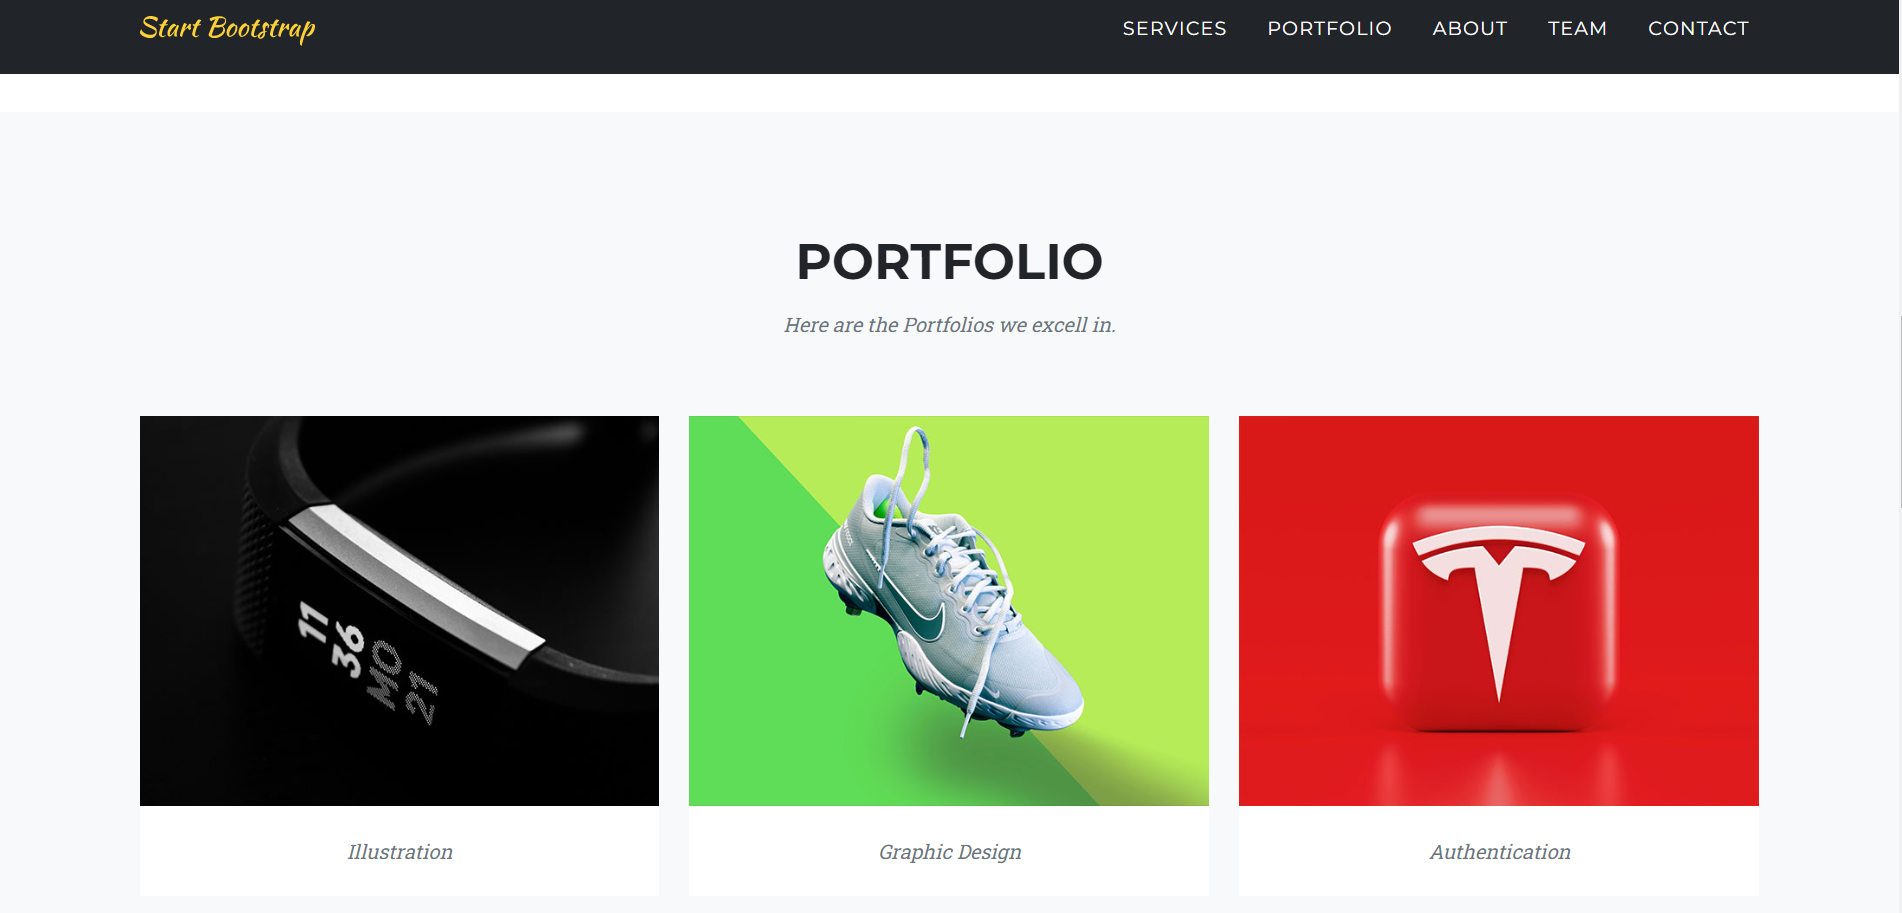 Start Bootstrap
SERVICES PORTFOLIO ABOUT TEAM CONTACT
PORTFOLIO
Here are the Portfolios we excell in.
11
36
MO
21
Illustration
Graphic Design
Authentication